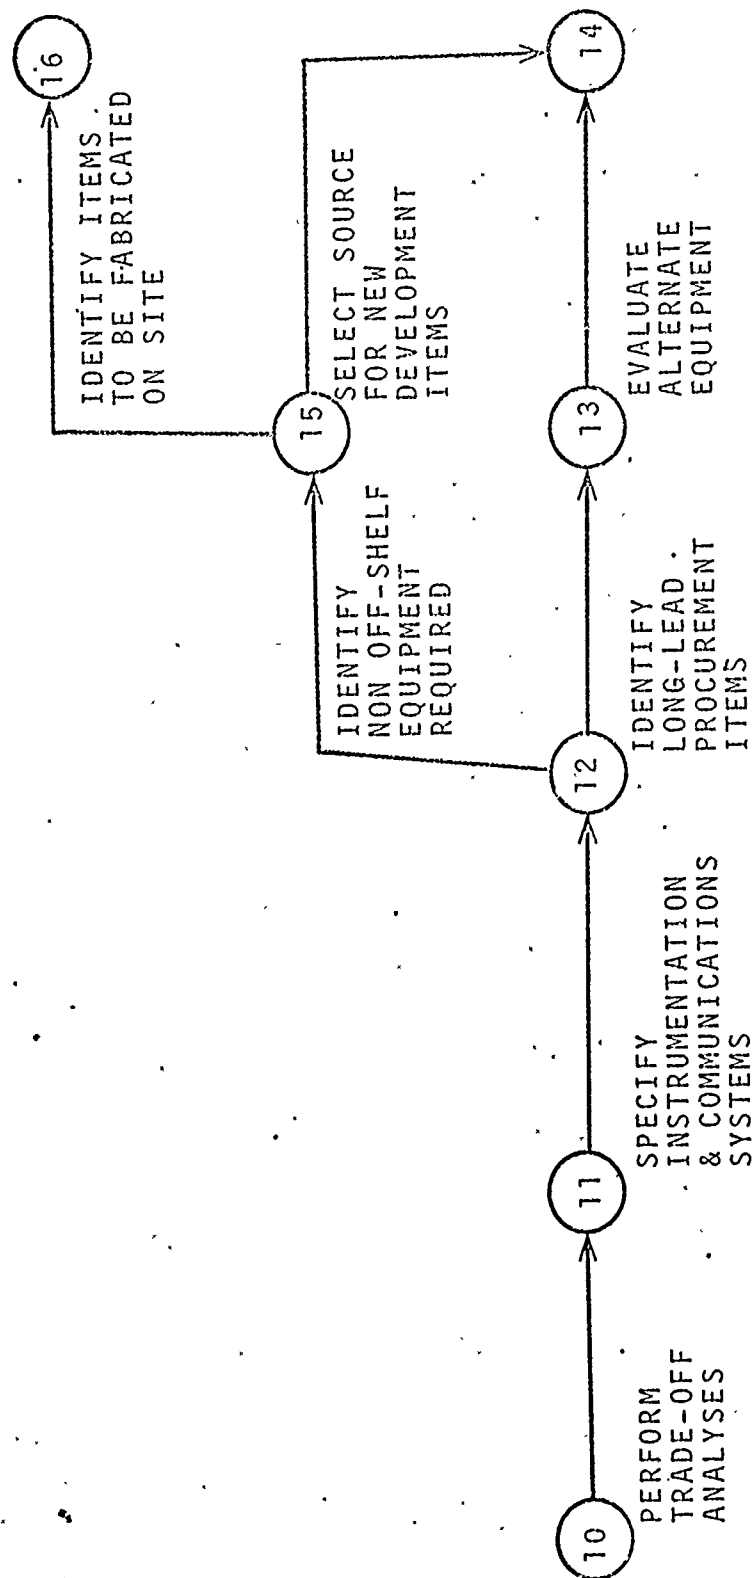 16
IDENTIFY ITEMS
TO BE FABRICATED
ON SITE
15
SELECT SOURCE
FOR NEW
DEVELOPMENT
ITEMS
IDENTIFY
NON OFF-SHELF
EQUIPMENT
REQUIRED
10
PERFORM
TRADE-OFF
ANALYSES
11
SPECIFY
INSTRUMENTATION
& COMMUNICATIONS
SYSTEMS
12
IDENTIFY
LONG-LEAD
PROCUREMENT
ITEMS
13
EVALUATE
ALTERNATE
EQUIPMENT
14